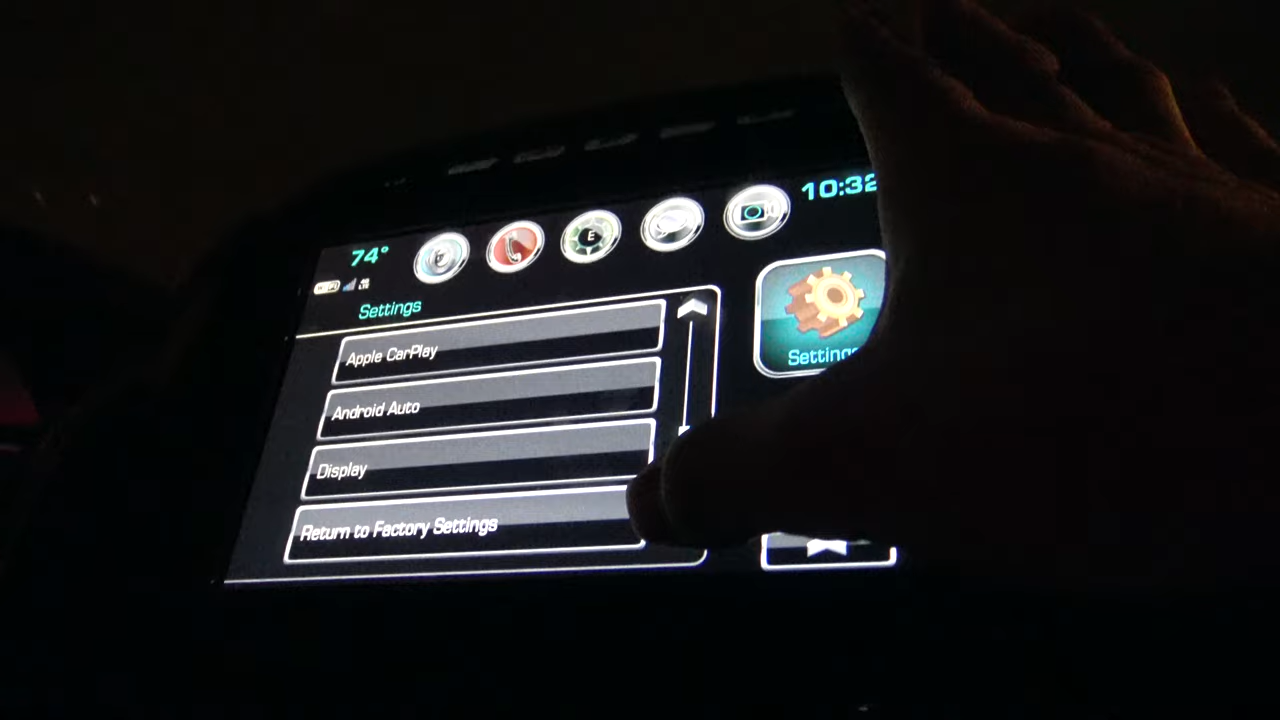 10:32
74°
E
Settings
Apple CarPlay
Android Auto
Display
Return to Factory Settings
Settings